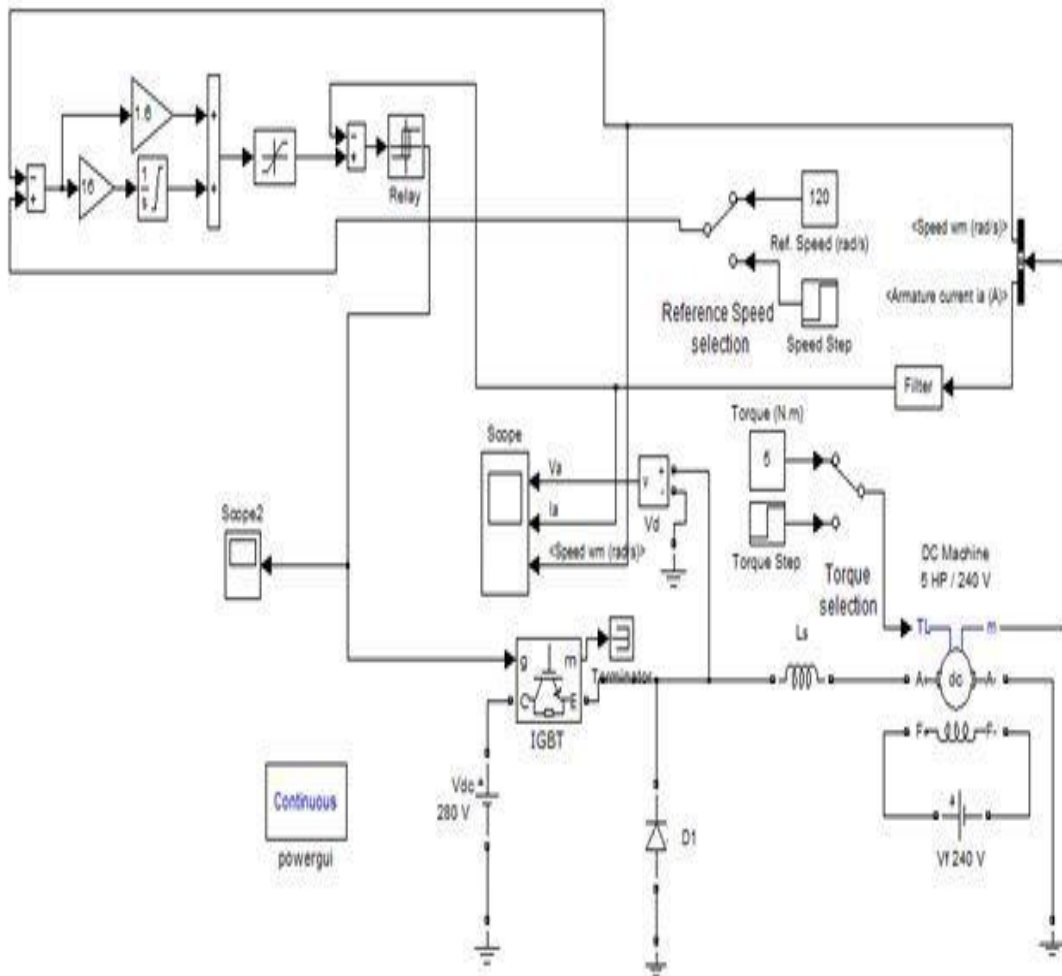 1.6
16
1
s
Relay
120
Ref. Speed (rad/s)
<Speed wm (rad/s)>
<Armature current ia (A)>
Reference Speed
selection
Speed Step
Filter
Torque (N.m)
5
Scope
Va
Ia
<Speed wm (rad/s)>
v
+
-
Vd
Torque Step
Torque
selection
DC Machine
5 HP / 240 V
Scope2
TL
m
Ls
A+
dc
A-
F+
F-
g
m
C
E
Terminator
IGBT
Vdc
280 V
Continuous
powergui
D1
Vf 240 V